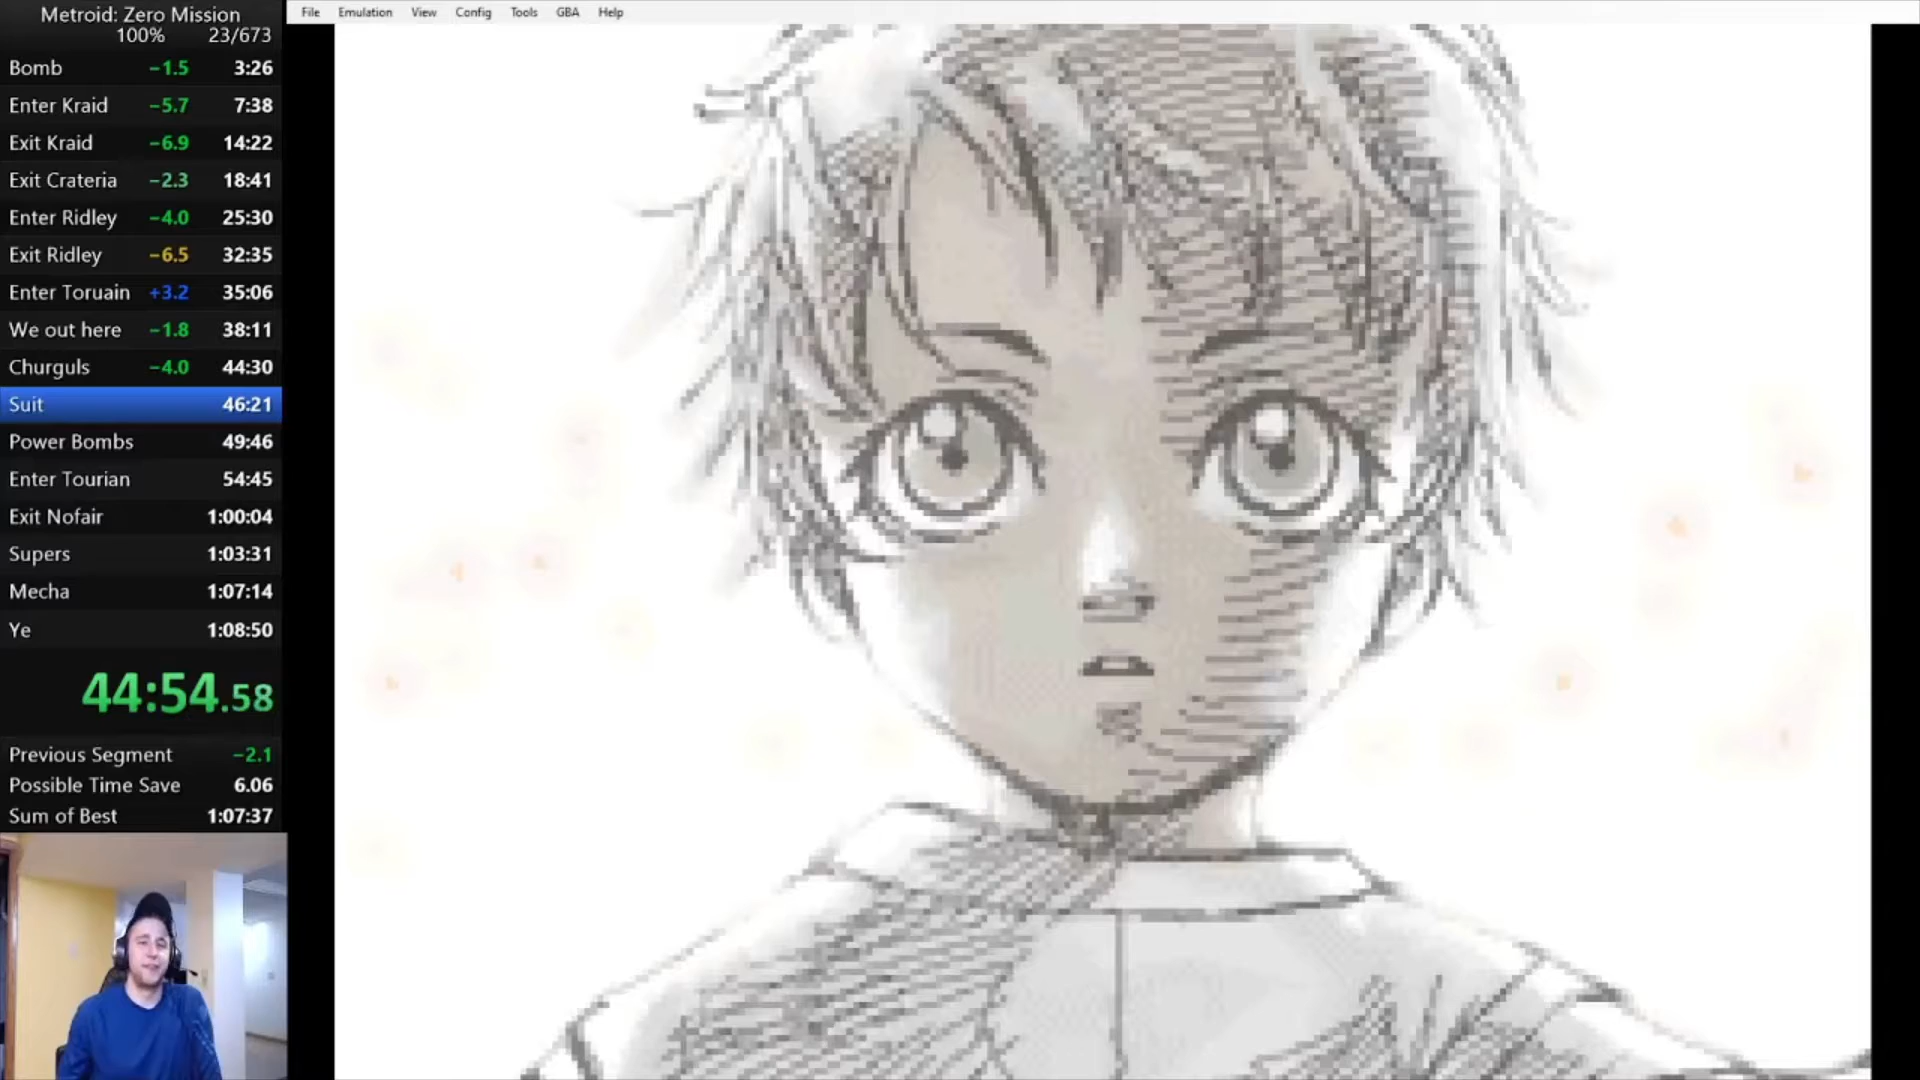 File Emulation View Config Tools GBA Help
Metroid: Zero Mission
100% 23/673
Bomb -1.5 3:26
Enter Kraid -5.7 7:38
Exit Kraid -6.9 14:22
Exit Crateria -2.3 18:41
Enter Ridley -4.0 25:30
Exit Ridley -6.5 32:35
Enter Toruain +3.2 35:06
We out here -1.8 38:11
Churguls -4.0 44:30
Suit 46:21
Power Bombs 49:46
Enter Tourian 54:45
Exit Nofair 1:00:04
Supers 1:03:31
Mecha 1:07:14
Ye 1:08:50
44:54.58
Previous Segment -2.1
Possible Time Save 6.06
Sum of Best 1:07:37